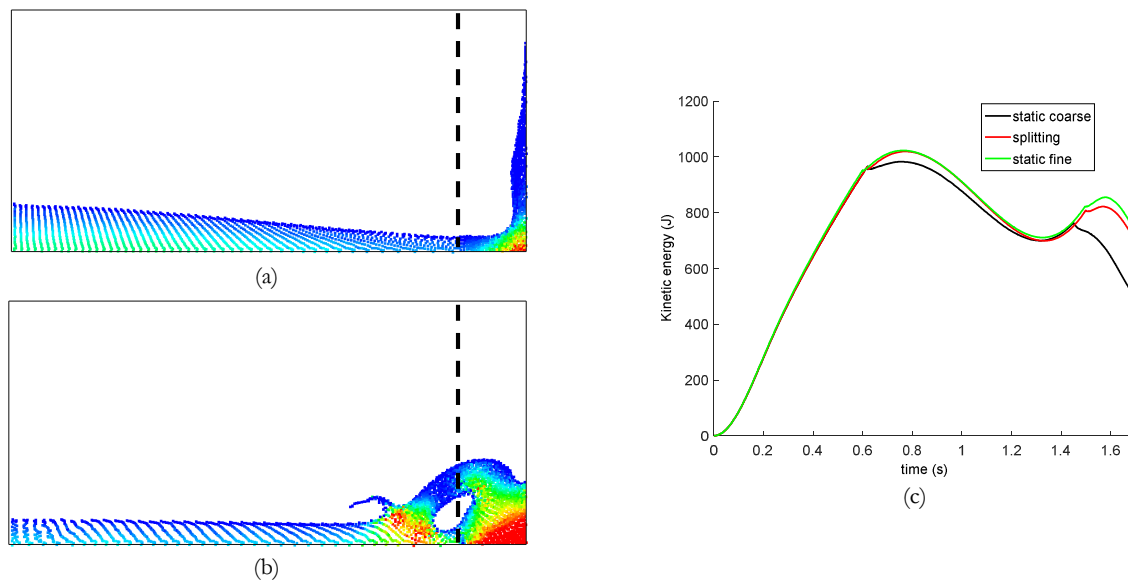 (a)
(b)
1200
1000
800
600
400
200
0
Kinetic energy (J)
static coarse
splitting
static fine
0 0.2 0.4 0.6 0.8 1 1.2 1.4 1.6
time (s)
(c)